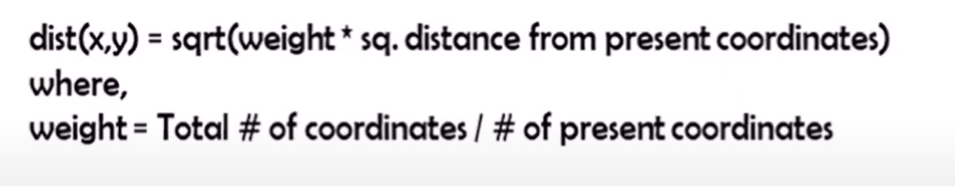 dist(x,y) = sqrt(weight * sq. distance from present coordinates)
where,
weight = Total # of coordinates / # of present coordinates